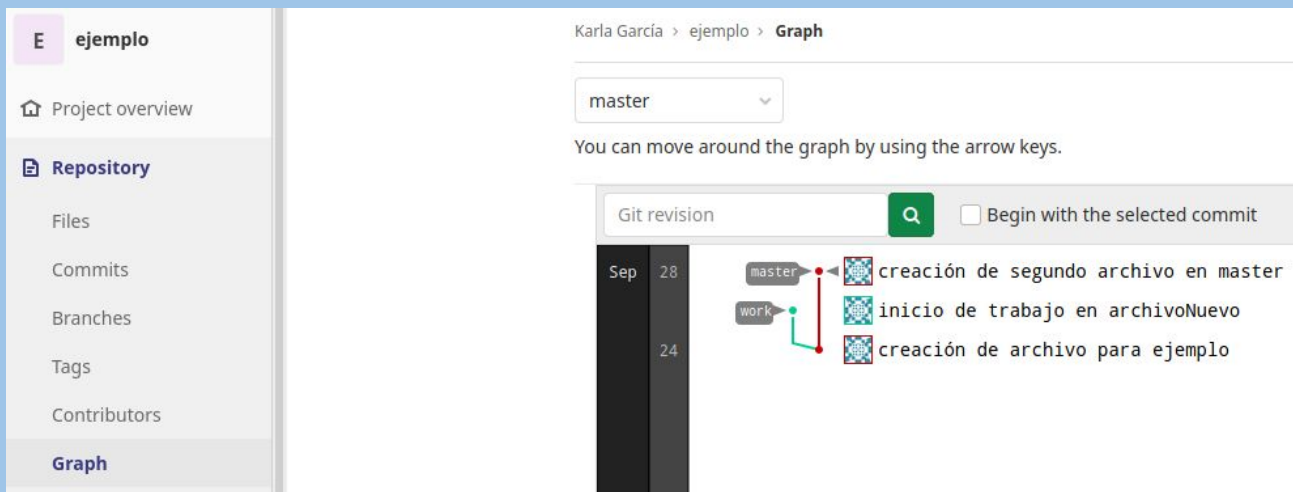 E ejemplo
Project overview
Repository
Files
Commits
Branches
Tags
Contributors
Graph
Karla García > ejemplo > Graph
master
You can move around the graph by using the arrow keys.
Git revision
Begin with the selected commit
Sep 28 master creación de segundo archivo en master
work inicio de trabajo en archivoNuevo
24 creación de archivo para ejemplo